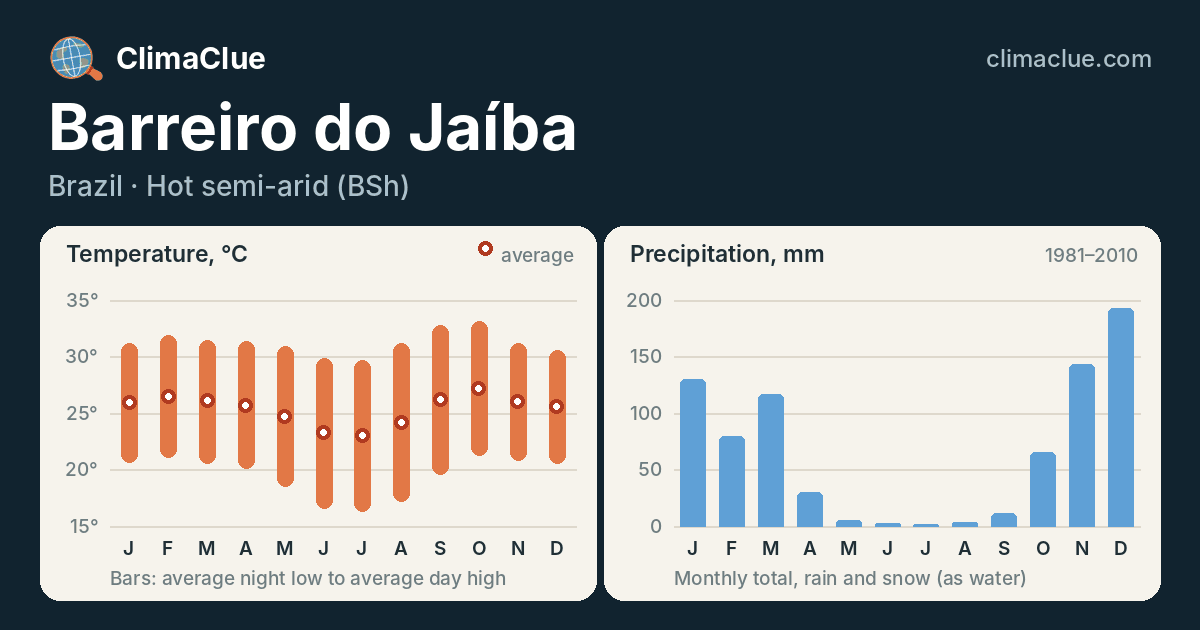 ClimaClue
climaclue.com
Barreiro do Jaíba
Brazil · Hot semi-arid (BSh)
Temperature, °C
average
35°
30°
25°
20°
15°
J F M A M J J A S O N D
Bars: average night low to average day high
Precipitation, mm
1981–2010
200
150
100
50
0
J F M A M J J A S O N D
Monthly total, rain and snow (as water)